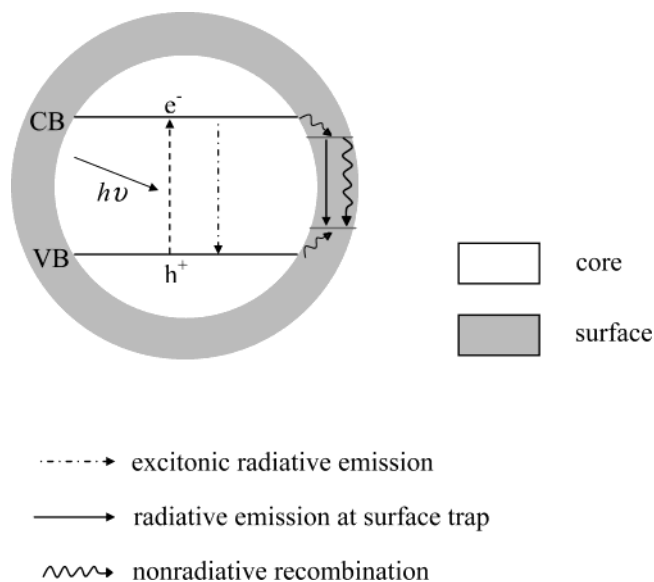 e⁻
CB
hυ
VB
h⁺
core
surface
excitonic radiative emission
radiative emission at surface trap
nonradiative recombination